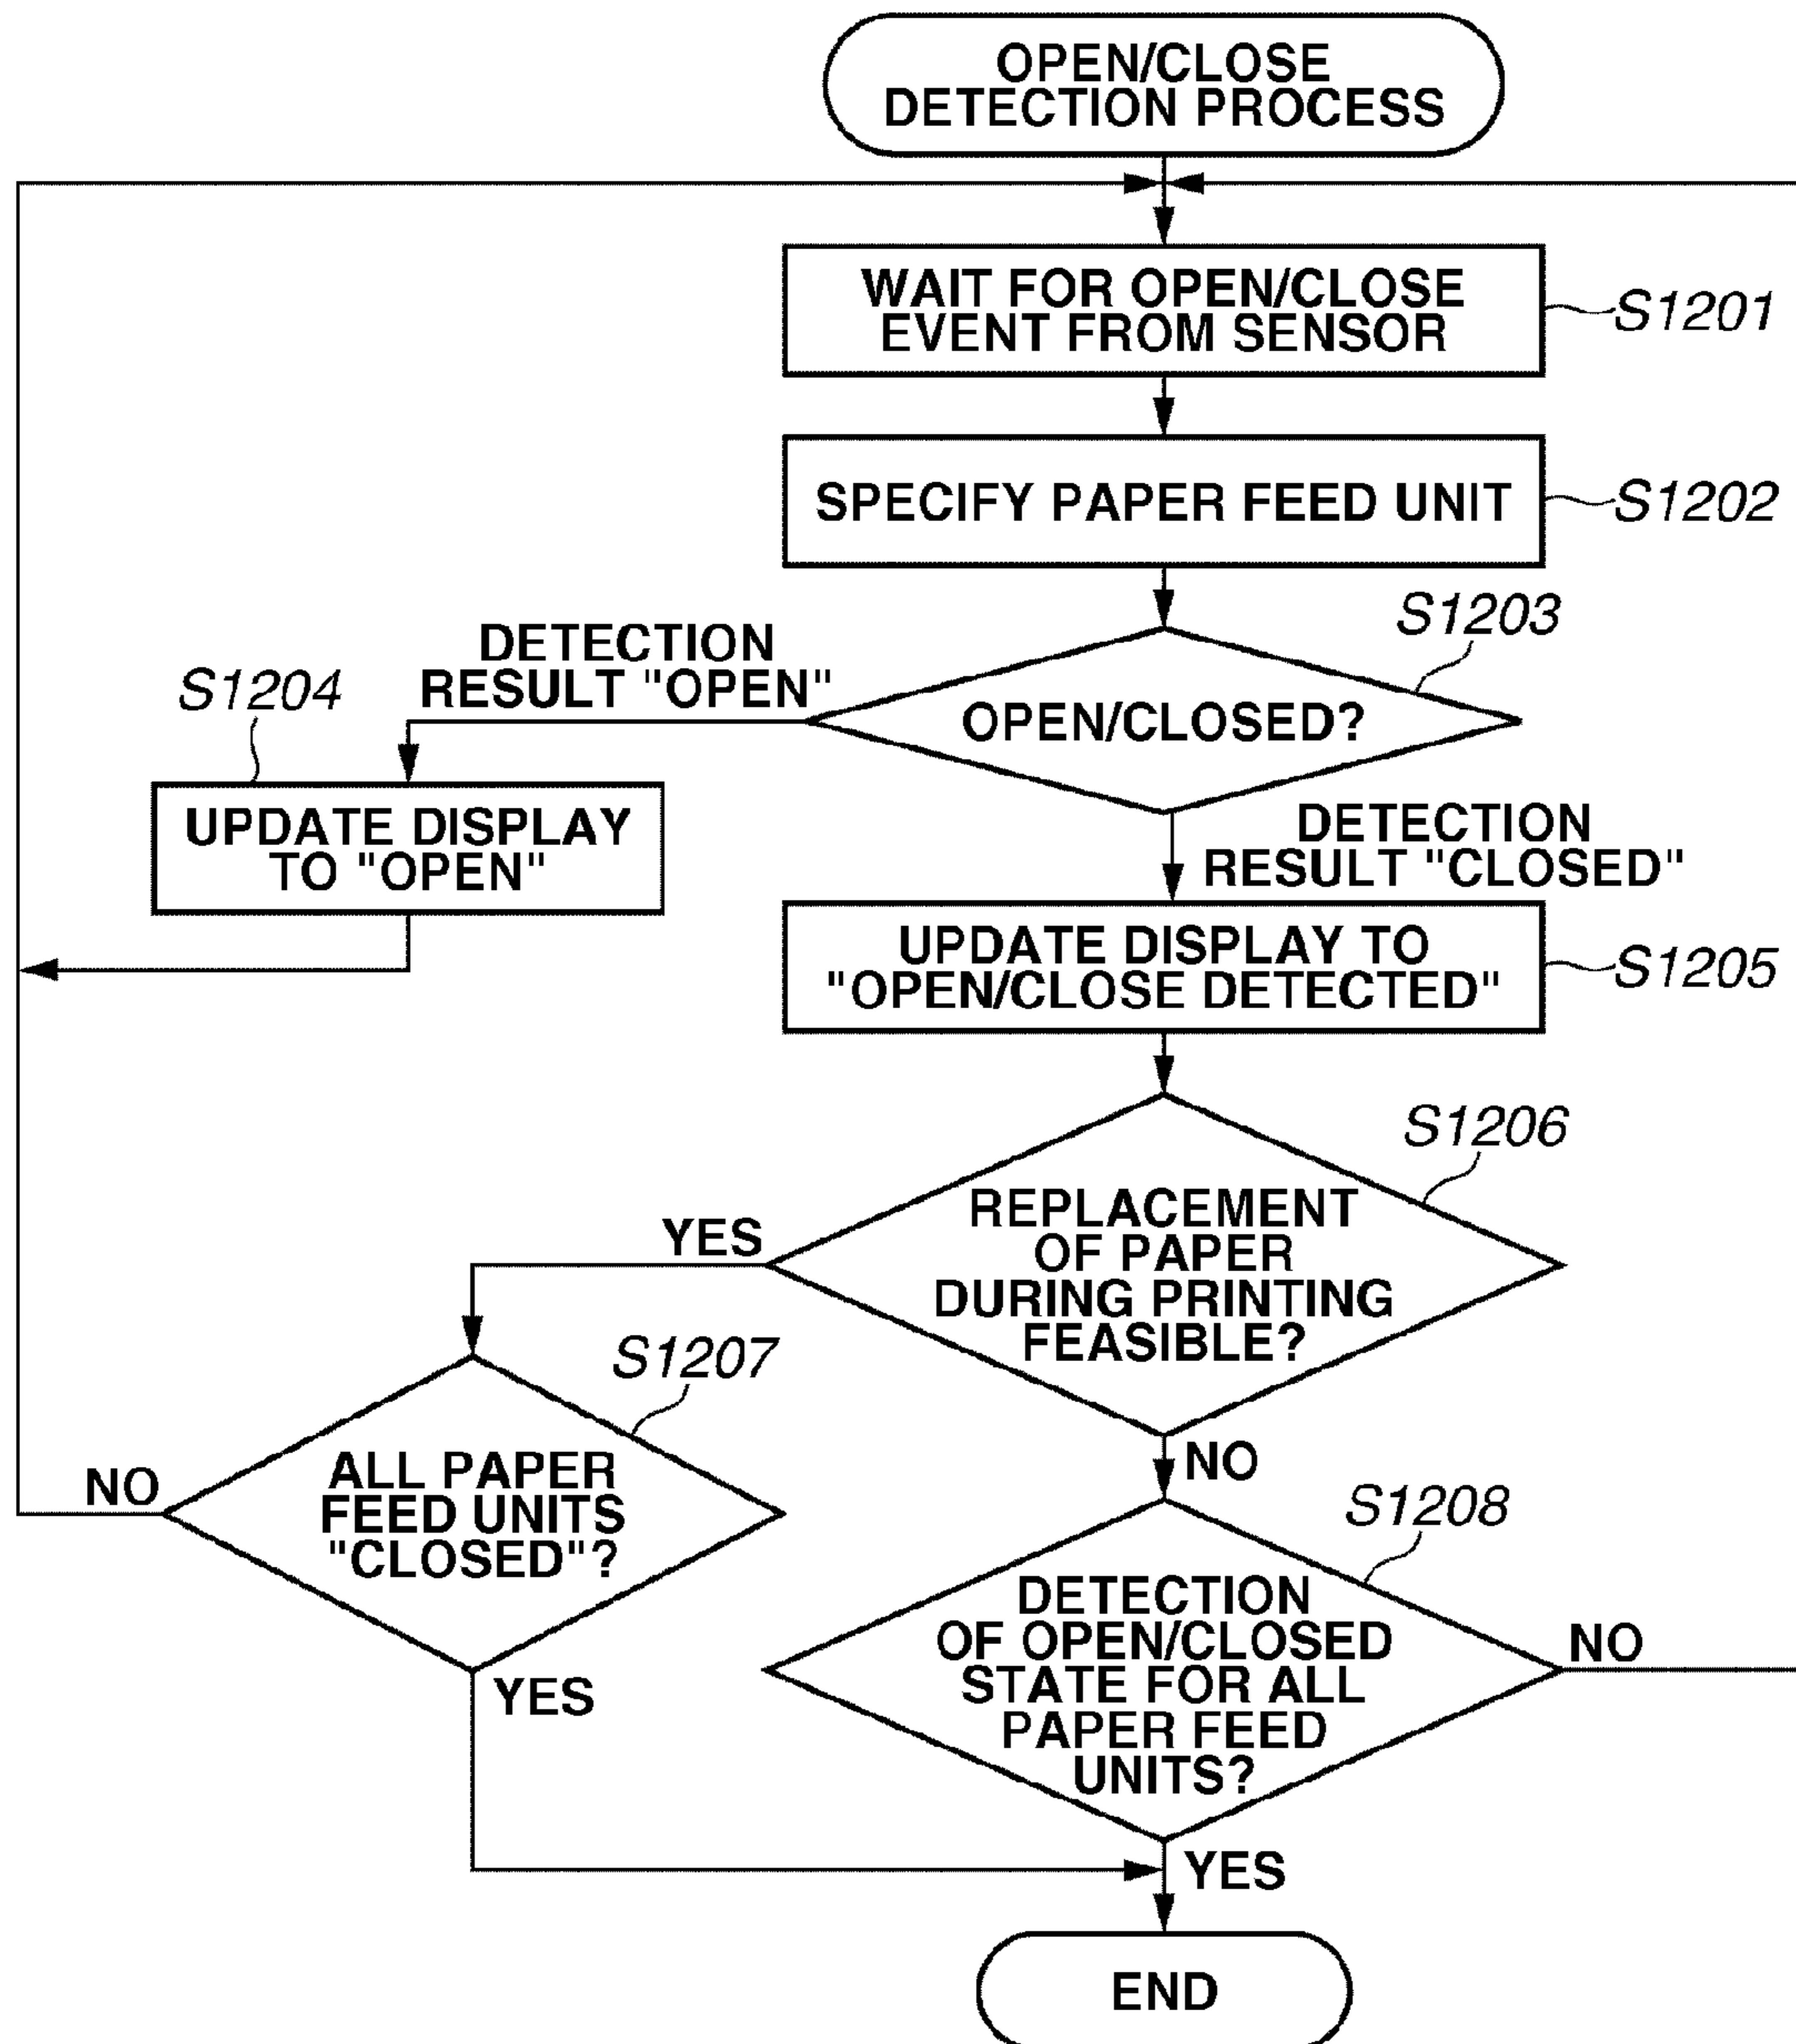 OPEN/CLOSE
DETECTION PROCESS
WAIT FOR OPEN/CLOSE
EVENT FROM SENSOR
S1201
SPECIFY PAPER FEED UNIT
S1202
S1203
OPEN/CLOSED?
DETECTION
RESULT "OPEN"
S1204
UPDATE DISPLAY
TO "OPEN"
DETECTION
RESULT "CLOSED"
UPDATE DISPLAY TO
"OPEN/CLOSE DETECTED"
S1205
S1206
REPLACEMENT
OF PAPER
DURING PRINTING
FEASIBLE?
YES
S1207
ALL PAPER
FEED UNITS
"CLOSED"?
NO
YES
NO
S1208
DETECTION
OF OPEN/CLOSED
STATE FOR ALL
PAPER FEED
UNITS?
NO
YES
END